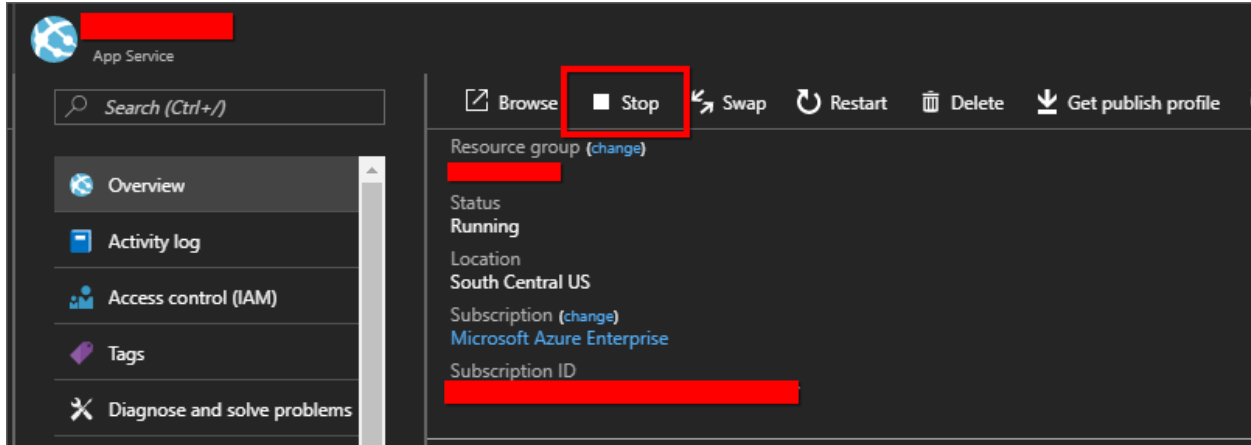 App Service
Search (Ctrl+/)
Browse Stop Swap Restart Delete Get publish profile
Overview
Activity log
Access control (IAM)
Tags
Diagnose and solve problems
Resource group (change)
Status
Running
Location
South Central US
Subscription (change)
Microsoft Azure Enterprise
Subscription ID